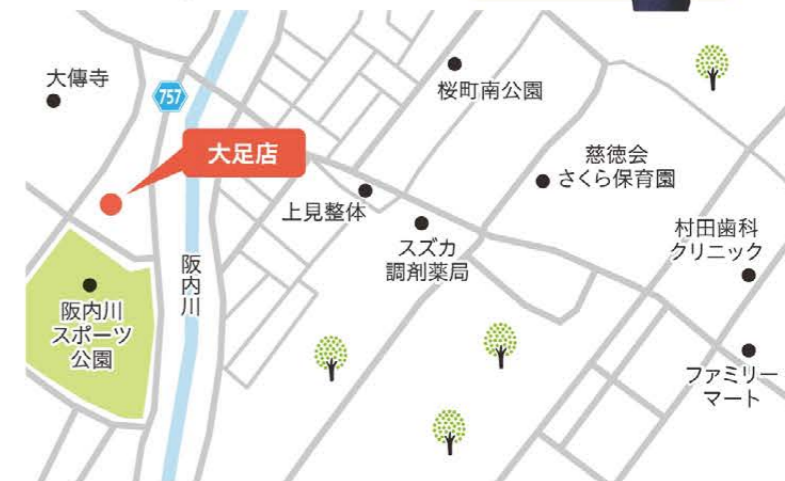 大傳寺
757
大足店
桜町南公園
慈徳会
さくら保育園
上見整体
スズカ
調剤薬局
村田歯科
クリニック
阪内川
阪内川
スポーツ
公園
ファミリー
マート